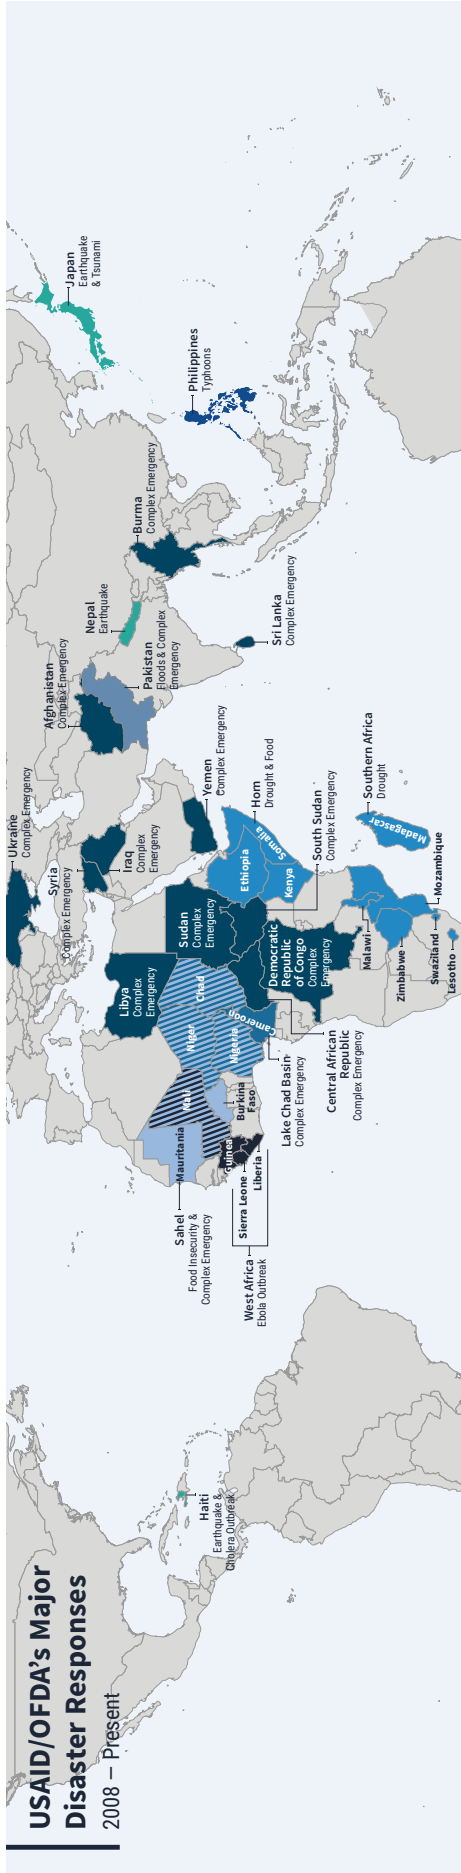 USAID/OFDA's Major
Disaster Responses
2008 – Present
Haiti
Earthquake &
Cholera Outbreak
West Africa
Ebola Outbreak
Sierra Leone
Liberia
Guinea
Sahel
Food Insecurity &
Complex Emergency
Mauritania
Mali
Burkina
Faso
Niger
Nigeria
Chad
Cameroon
Lake Chad Basin
Complex Emergency
Central African
Republic
Complex Emergency
Libya
Complex
Emergency
Sudan
Complex
Emergency
Democratic
Republic
of Congo
Complex
Emergency
South Sudan
Complex Emergency
Ethiopia
Somalia
Kenya
Horn
Drought & Food
Malawi
Zimbabwe
Swaziland
Lesotho
Mozambique
Madagascar
Southern Africa
Drought
Ukraine
Complex Emergency
Syria
Complex Emergency
Iraq
Complex
Emergency
Yemen
Complex Emergency
Afghanistan
Complex Emergency
Pakistan
Floods & Complex
Emergency
Nepal
Earthquake
Sri Lanka
Complex Emergency
Burma
Complex Emergency
Philippines
Typhoons
Japan
Earthquake
& Tsunami